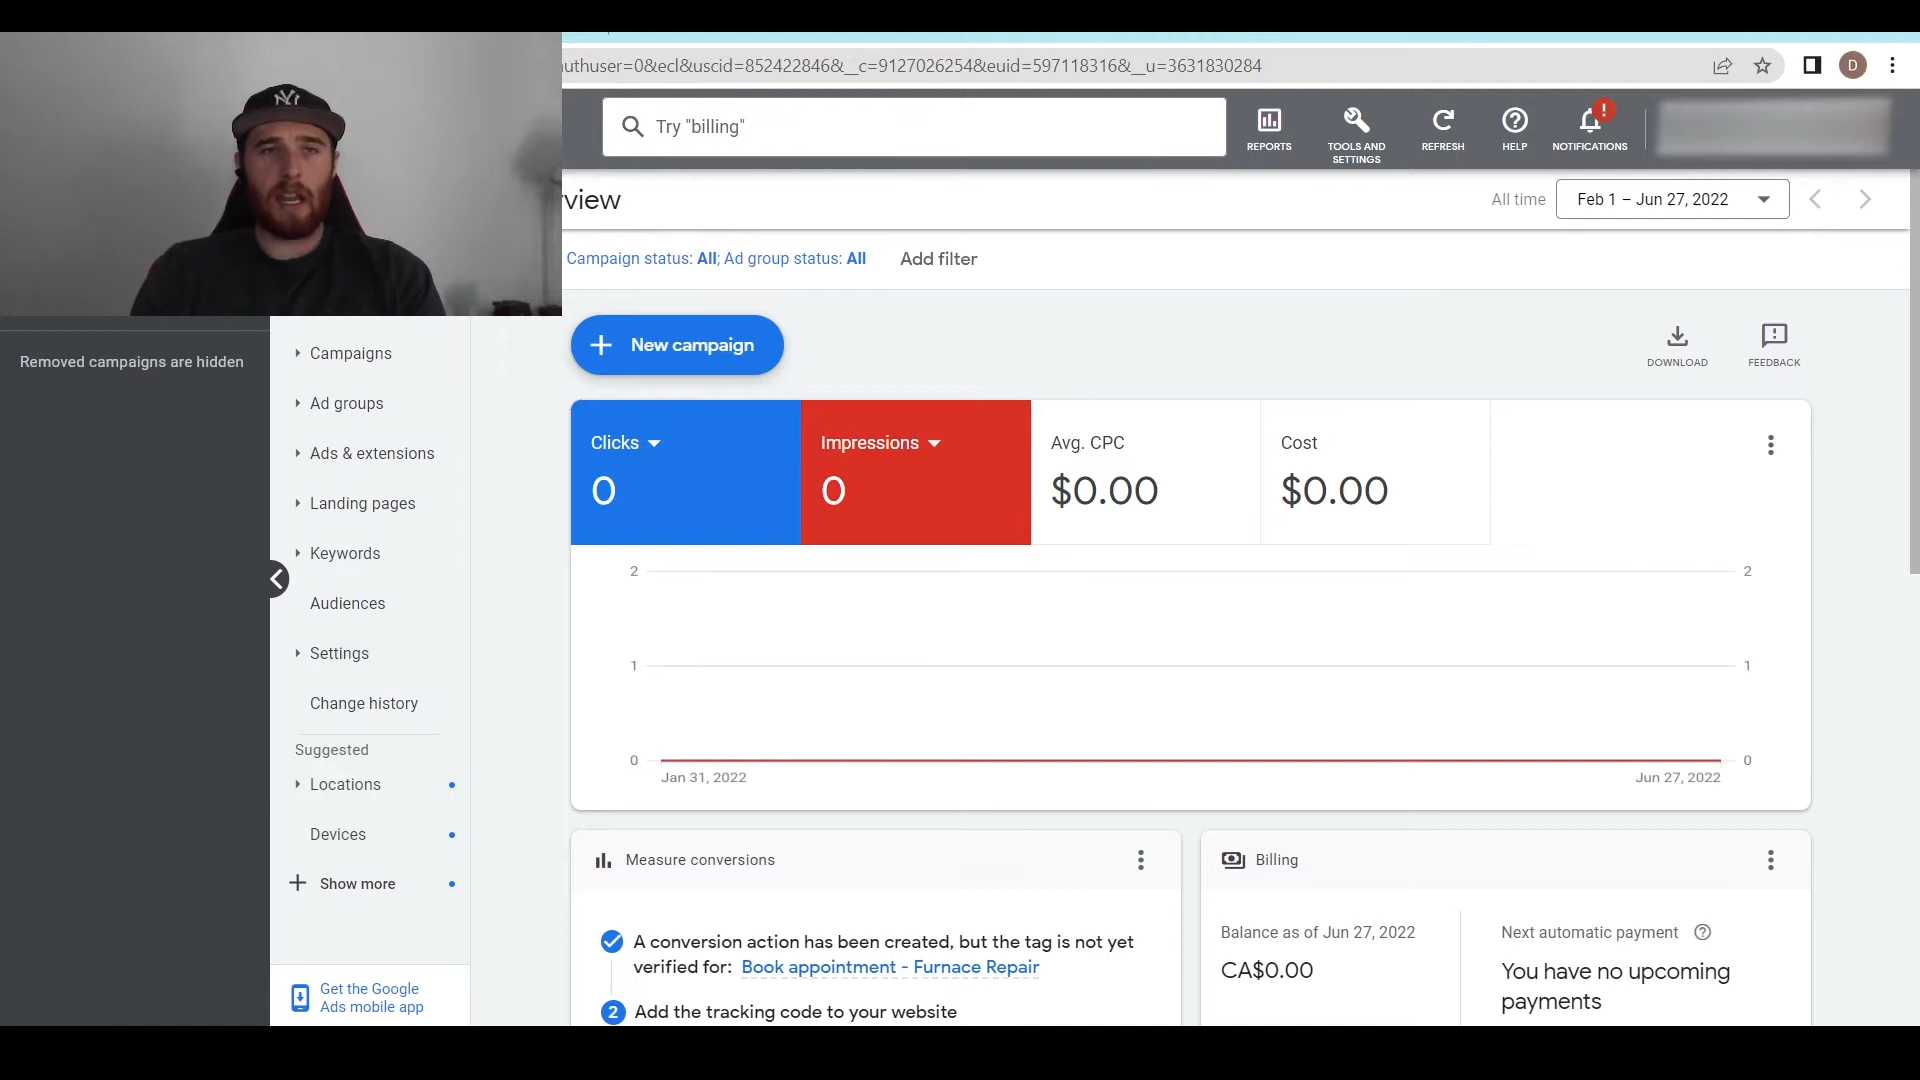 uthuser=0&ecl&uscid=852422846&__c=9127026254&euid=597118316&__u=3631830284
D
NY
Try "billing"
REPORTS
TOOLS AND
SETTINGS
REFRESH
HELP
!
NOTIFICATIONS
view
All time
Feb 1 – Jun 27, 2022
Campaign status: All; Ad group status: All
Add filter
Removed campaigns are hidden
Campaigns
Ad groups
Ads & extensions
Landing pages
Keywords
Audiences
Settings
Change history
Suggested
Locations
Devices
Show more
Get the Google
Ads mobile app
New campaign
DOWNLOAD
FEEDBACK
Clicks
0
Impressions
0
Avg. CPC
$0.00
Cost
$0.00
2
2
1
1
0
0
Jan 31, 2022
Jun 27, 2022
Measure conversions
A conversion action has been created, but the tag is not yet
verified for: Book appointment - Furnace Repair
2 Add the tracking code to your website
Billing
Balance as of Jun 27, 2022
CA$0.00
Next automatic payment
You have no upcoming
payments